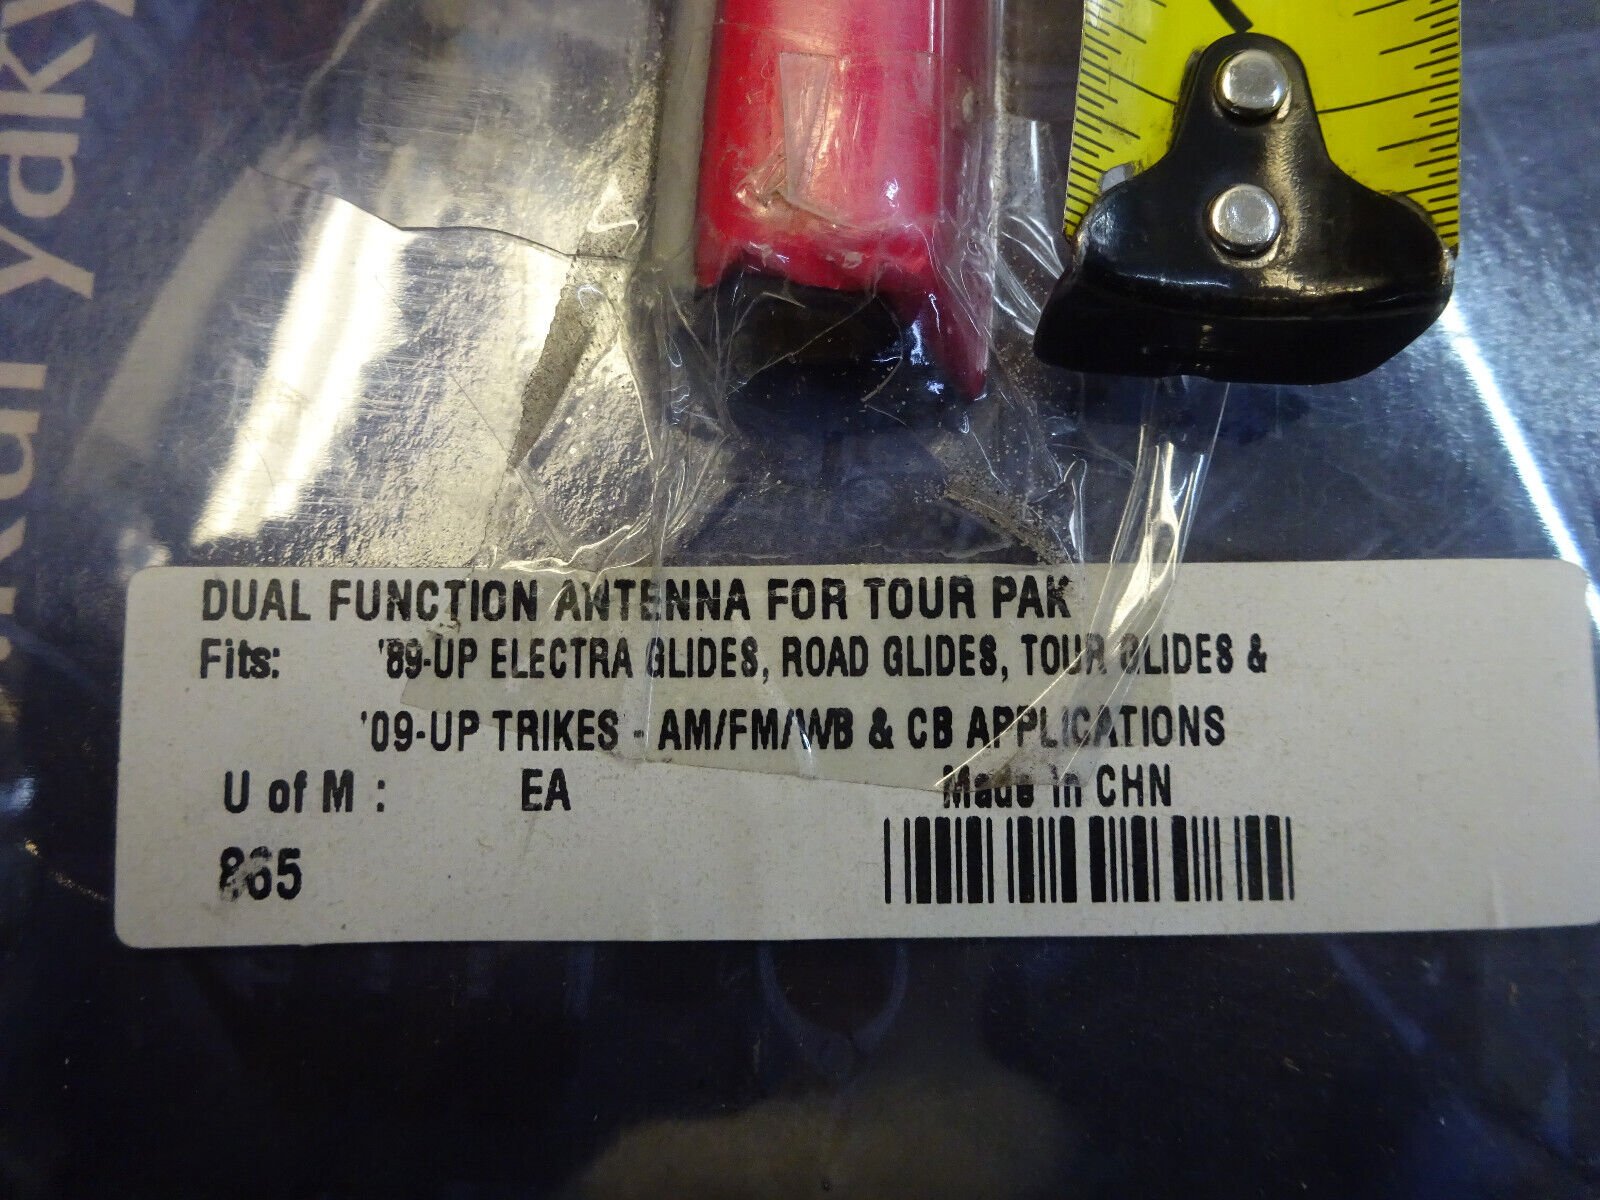 yaky
DUAL FUNCTION ANTENNA FOR TOUR PAK
Fits: '89-UP ELECTRA GLIDES, ROAD GLIDES, TOUR GLIDES &
'09-UP TRIKES - AM/FM/WB & CB APPLICATIONS
U of M : EA Made in CHN
865